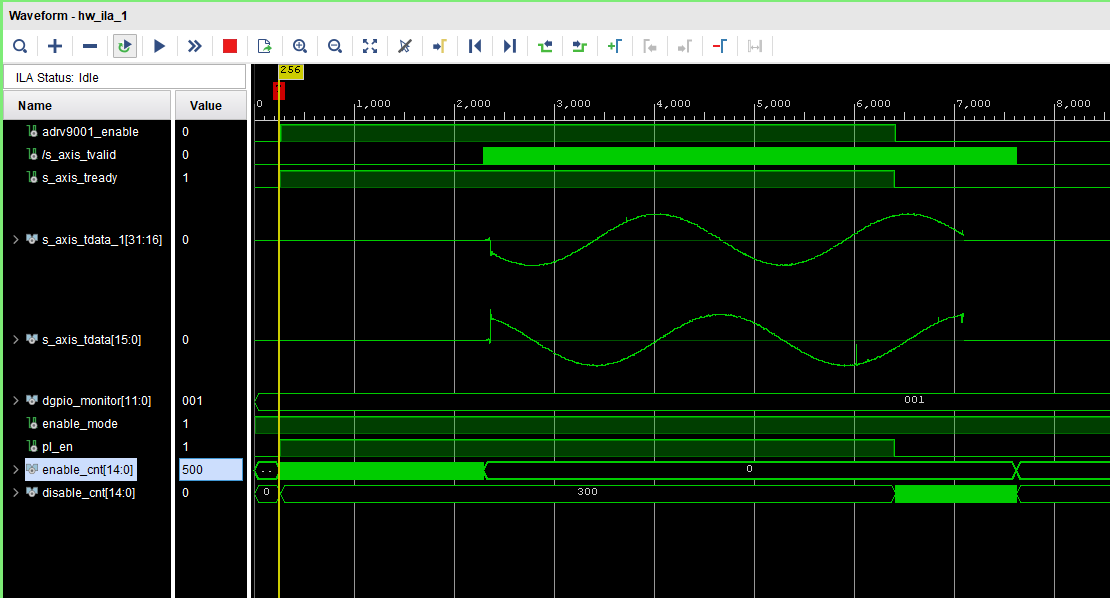 Waveform - hw_ila_1
ILA Status: Idle
256
Name Value
0 1,000 2,000 3,000 4,000 5,000 6,000 7,000 8,000
adrv9001_enable 0
/s_axis_tvalid 0
s_axis_tready 1
s_axis_tdata_1[31:16] 0
s_axis_tdata[15:0] 0
dgpio_monitor[11:0] 001 001
enable_mode 1
pl_en 1
enable_cnt[14:0] 500 .. 0
disable_cnt[14:0] 0 0 300